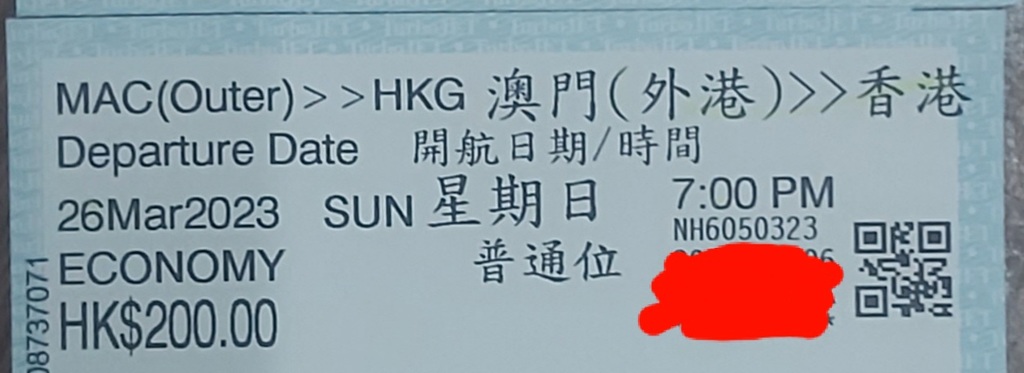 MAC(Outer)>>HKG 澳門(外港)>>香港
Departure Date 開航日期/時間
26Mar2023 SUN 星期日 7:00 PM
NH6050323
ECONOMY 普通位
HK$200.00
08737071